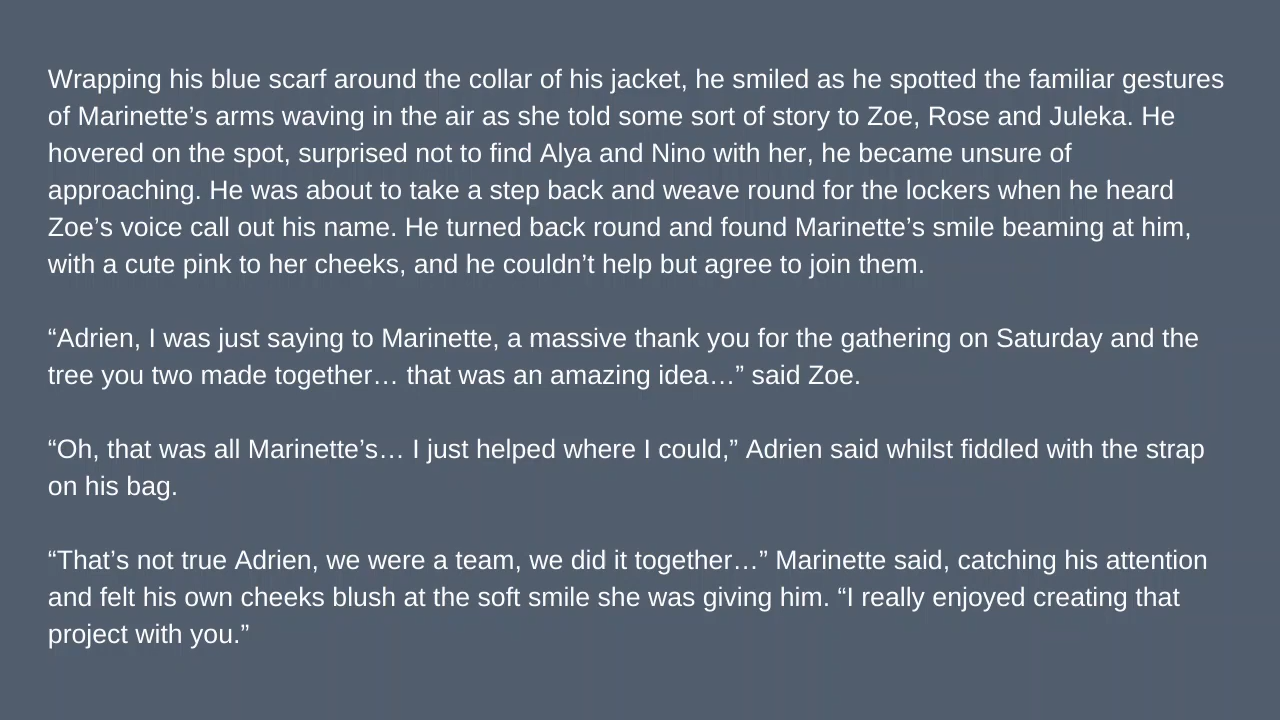 Wrapping his blue scarf around the collar of his jacket, he smiled as he spotted the familiar gestures
of Marinette’s arms waving in the air as she told some sort of story to Zoe, Rose and Juleka. He
hovered on the spot, surprised not to find Alya and Nino with her, he became unsure of
approaching. He was about to take a step back and weave round for the lockers when he heard
Zoe’s voice call out his name. He turned back round and found Marinette’s smile beaming at him,
with a cute pink to her cheeks, and he couldn’t help but agree to join them.
“Adrien, I was just saying to Marinette, a massive thank you for the gathering on Saturday and the
tree you two made together… that was an amazing idea…” said Zoe.
“Oh, that was all Marinette’s… I just helped where I could,” Adrien said whilst fiddled with the strap
on his bag.
“That’s not true Adrien, we were a team, we did it together…” Marinette said, catching his attention
and felt his own cheeks blush at the soft smile she was giving him. “I really enjoyed creating that
project with you.”